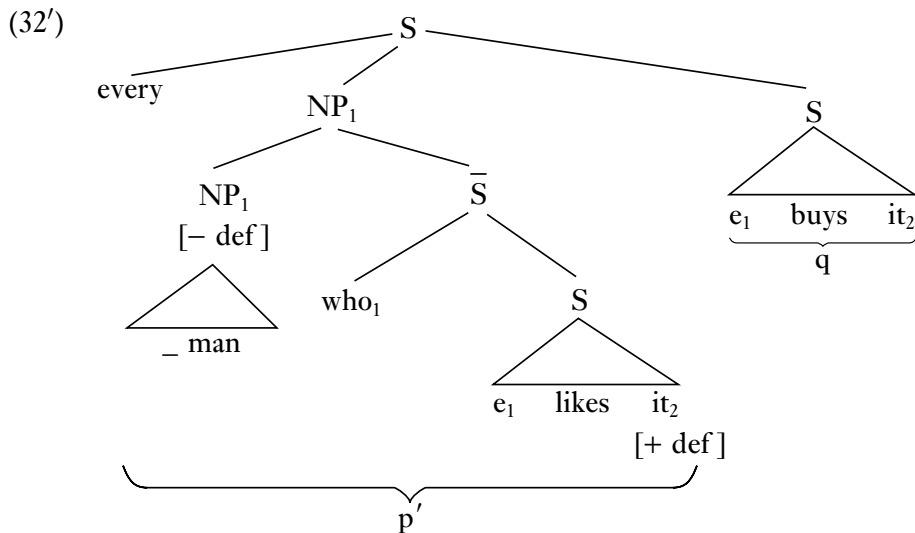 (32′)
S
every
NP₁
S
NP₁
S̅
[− def]
e₁ buys it₂
q
who₁
S
_ man
e₁ likes it₂
[+ def]
p′